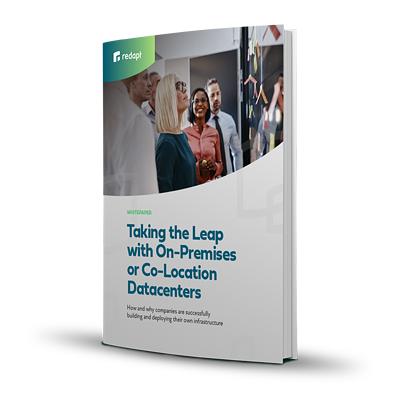 redapt
WHITEPAPER
Taking the Leap
with On-Premises
or Co-Location
Datacenters
How and why companies are successfully
building and deploying their own infrastructure